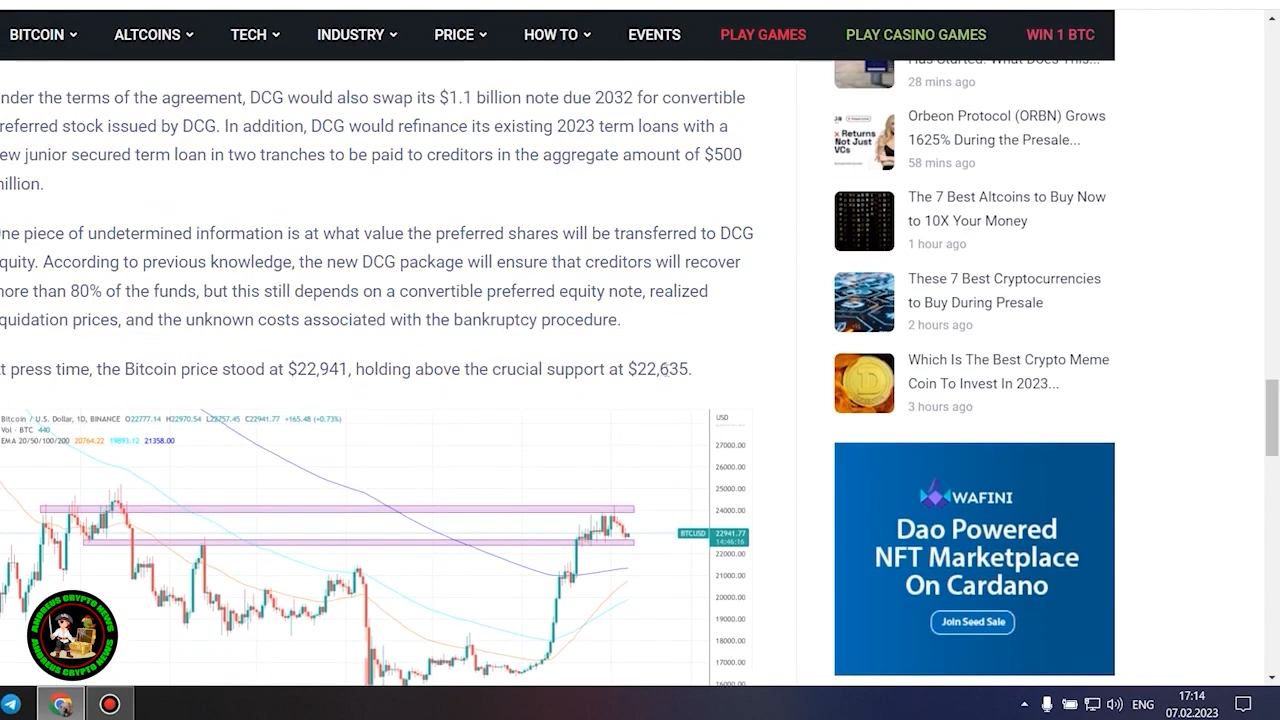 BITCOIN ALTCOINS TECH INDUSTRY PRICE HOW TO EVENTS PLAY GAMES PLAY CASINO GAMES WIN 1 BTC
nder the terms of the agreement, DCG would also swap its $1.1 billion note due 2032 for convertible
referred stock issued by DCG. In addition, DCG would refinance its existing 2023 term loans with a
ew junior secured term loan in two tranches to be paid to creditors in the aggregate amount of $500
illion.
ne piece of undetermined information is at what value the preferred shares will be transferred to DCG
quity. According to previous knowledge, the new DCG package will ensure that creditors will recover
ore than 80% of the funds, but this still depends on a convertible preferred equity note, realized
quidation prices, and the unknown costs associated with the bankruptcy procedure.
t press time, the Bitcoin price stood at $22,941, holding above the crucial support at $22,635.
Bitcoin / U.S. Dollar, 1D, BINANCE O22777.14 H22970.54 L22757.45 C22941.77 +165.48 (+0.73%)
Vol · BTC 440
EMA 20/50/100/200 20764.22 19893.12 21358.00
USD
27000.00
26000.00
25000.00
24000.00
BTCUSD 22941.77
14:46:16
22000.00
21000.00
20000.00
19000.00
18000.00
17000.00
16000.00
Has Started. What Does This...
28 mins ago
Returns
Not Just
VCs
Orbeon Protocol (ORBN) Grows
1625% During the Presale...
58 mins ago
The 7 Best Altcoins to Buy Now
to 10X Your Money
1 hour ago
These 7 Best Cryptocurrencies
to Buy During Presale
2 hours ago
Which Is The Best Crypto Meme
Coin To Invest In 2023...
3 hours ago
WAFINI
Dao Powered
NFT Marketplace
On Cardano
Join Seed Sale
ANDREUS CRYPTO NEWS
ANDREUS CRYPTO NEWS
ENG
17:14
07.02.2023